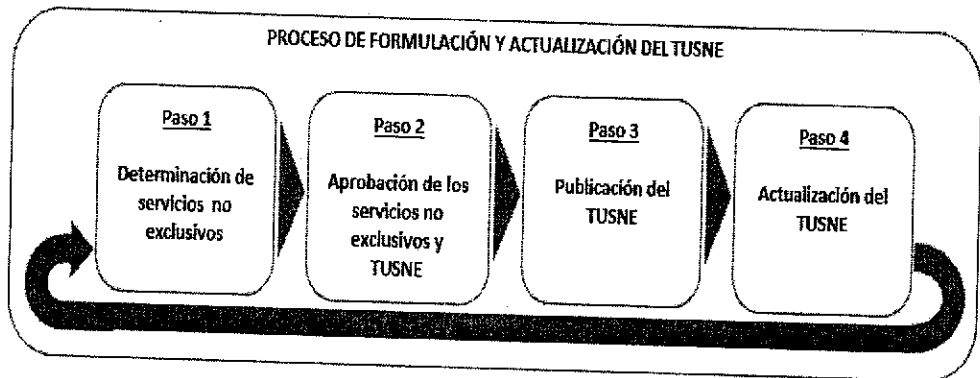 PROCESO DE FORMULACIÓN Y ACTUALIZACIÓN DEL TUSNE
Paso 1
Determinación de
servicios no
exclusivos
Paso 2
Aprobación de los
servicios no
exclusivos y
TUSNE
Paso 3
Publicación del
TUSNE
Paso 4
Actualización del
TUSNE